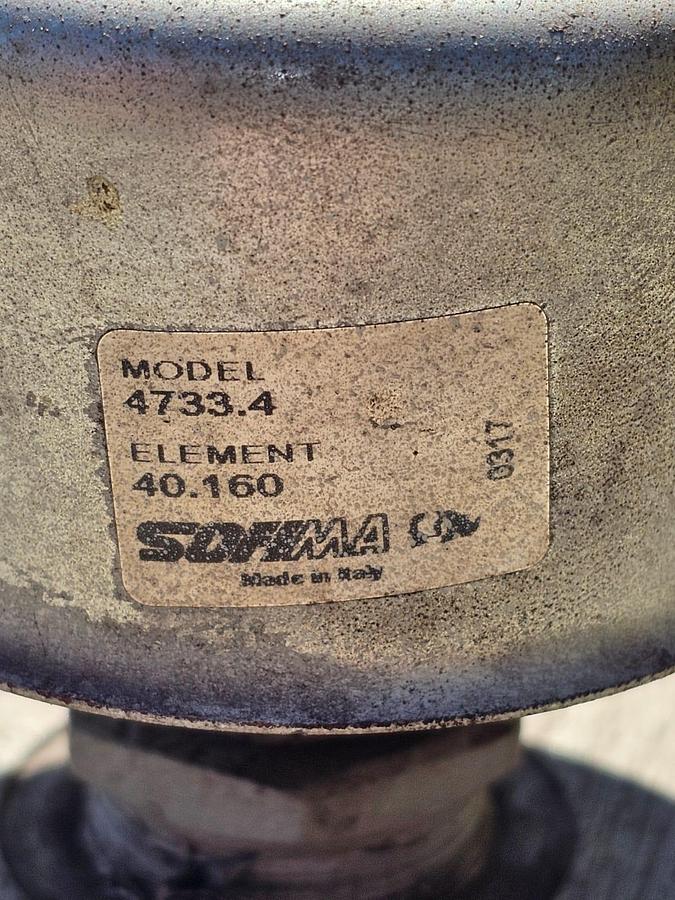 MODEL
4733.4
ELEMENT
40.160
0317
SOFIMA
Made in Italy